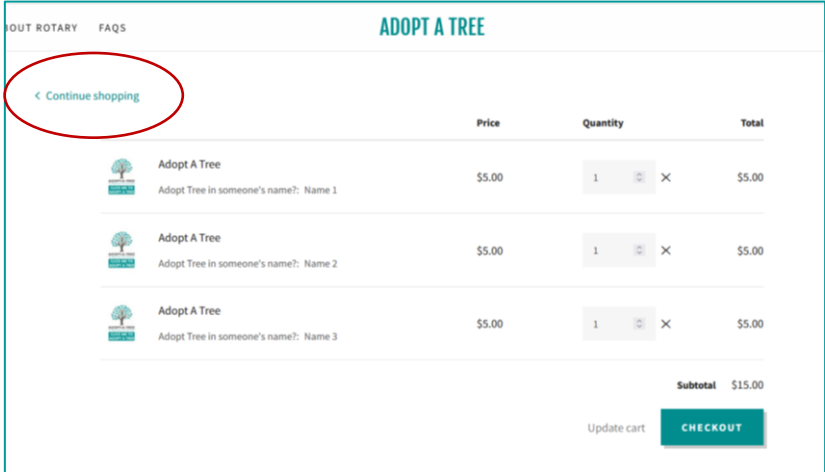 BOUT ROTARY FAQS
ADOPT A TREE
< Continue shopping
Price Quantity Total
Adopt A Tree
Adopt Tree in someone's name?: Name 1
$5.00 1 $5.00
Adopt A Tree
Adopt Tree in someone's name?: Name 2
$5.00 1 $5.00
Adopt A Tree
Adopt Tree in someone's name?: Name 3
$5.00 1 $5.00
Subtotal $15.00
Update cart CHECKOUT